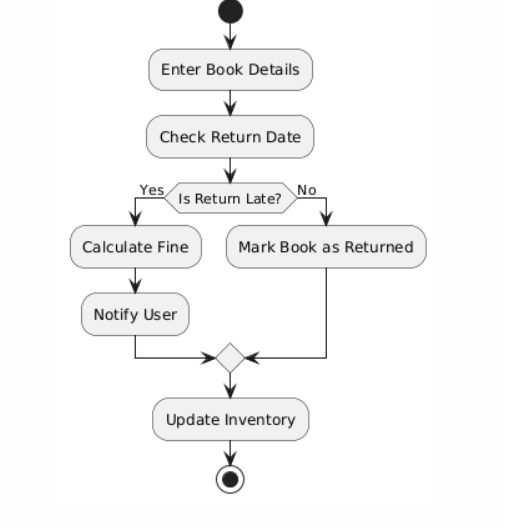 Enter Book Details
Check Return Date
Yes
Is Return Late?
No
Calculate Fine
Mark Book as Returned
Notify User
Update Inventory